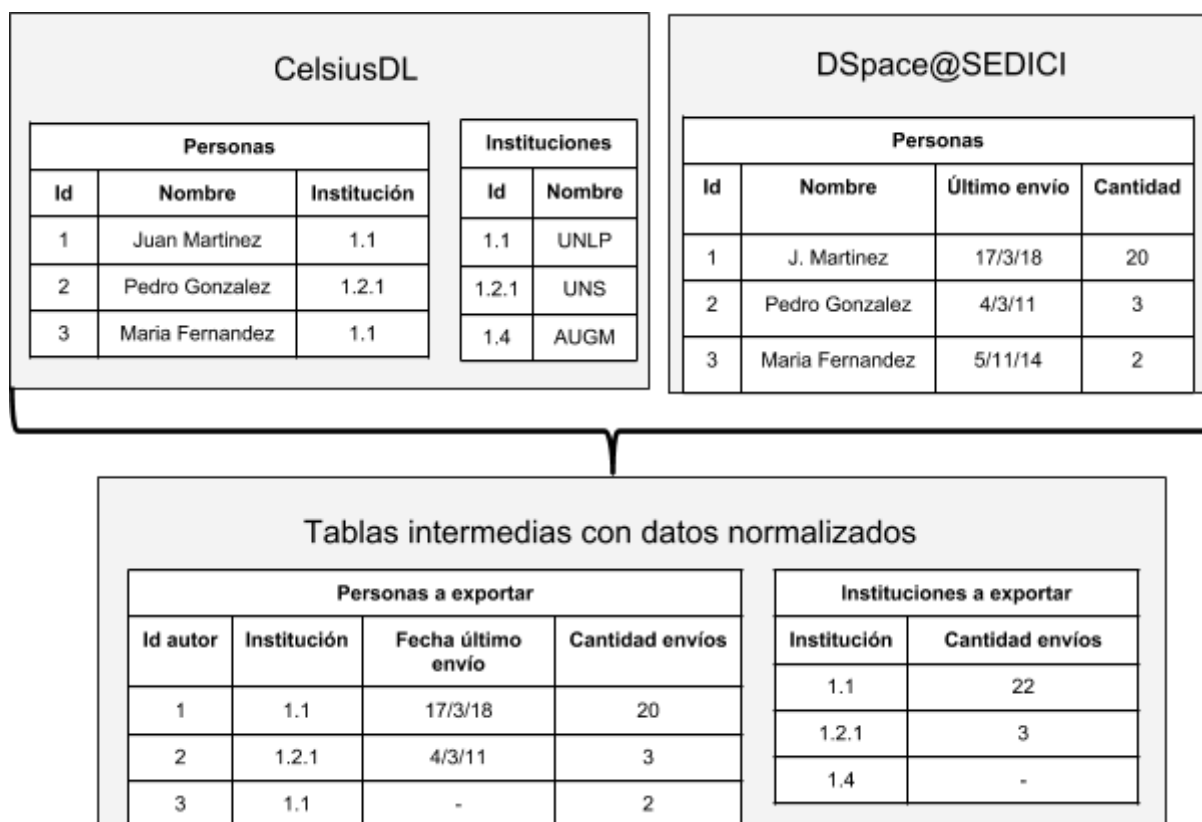 CelsiusDL
Personas
Id Nombre Institución
1 Juan Martinez 1.1
2 Pedro Gonzalez 1.2.1
3 Maria Fernandez 1.1
Instituciones
Id Nombre
1.1 UNLP
1.2.1 UNS
1.4 AUGM
DSpace@SEDICI
Personas
Id Nombre Último envío Cantidad
1 J. Martinez 17/3/18 20
2 Pedro Gonzalez 4/3/11 3
3 Maria Fernandez 5/11/14 2
Tablas intermedias con datos normalizados
Personas a exportar
Id autor Institución Fecha último envío Cantidad envíos
1 1.1 17/3/18 20
2 1.2.1 4/3/11 3
3 1.1 - 2
Instituciones a exportar
Institución Cantidad envíos
1.1 22
1.2.1 3
1.4 -